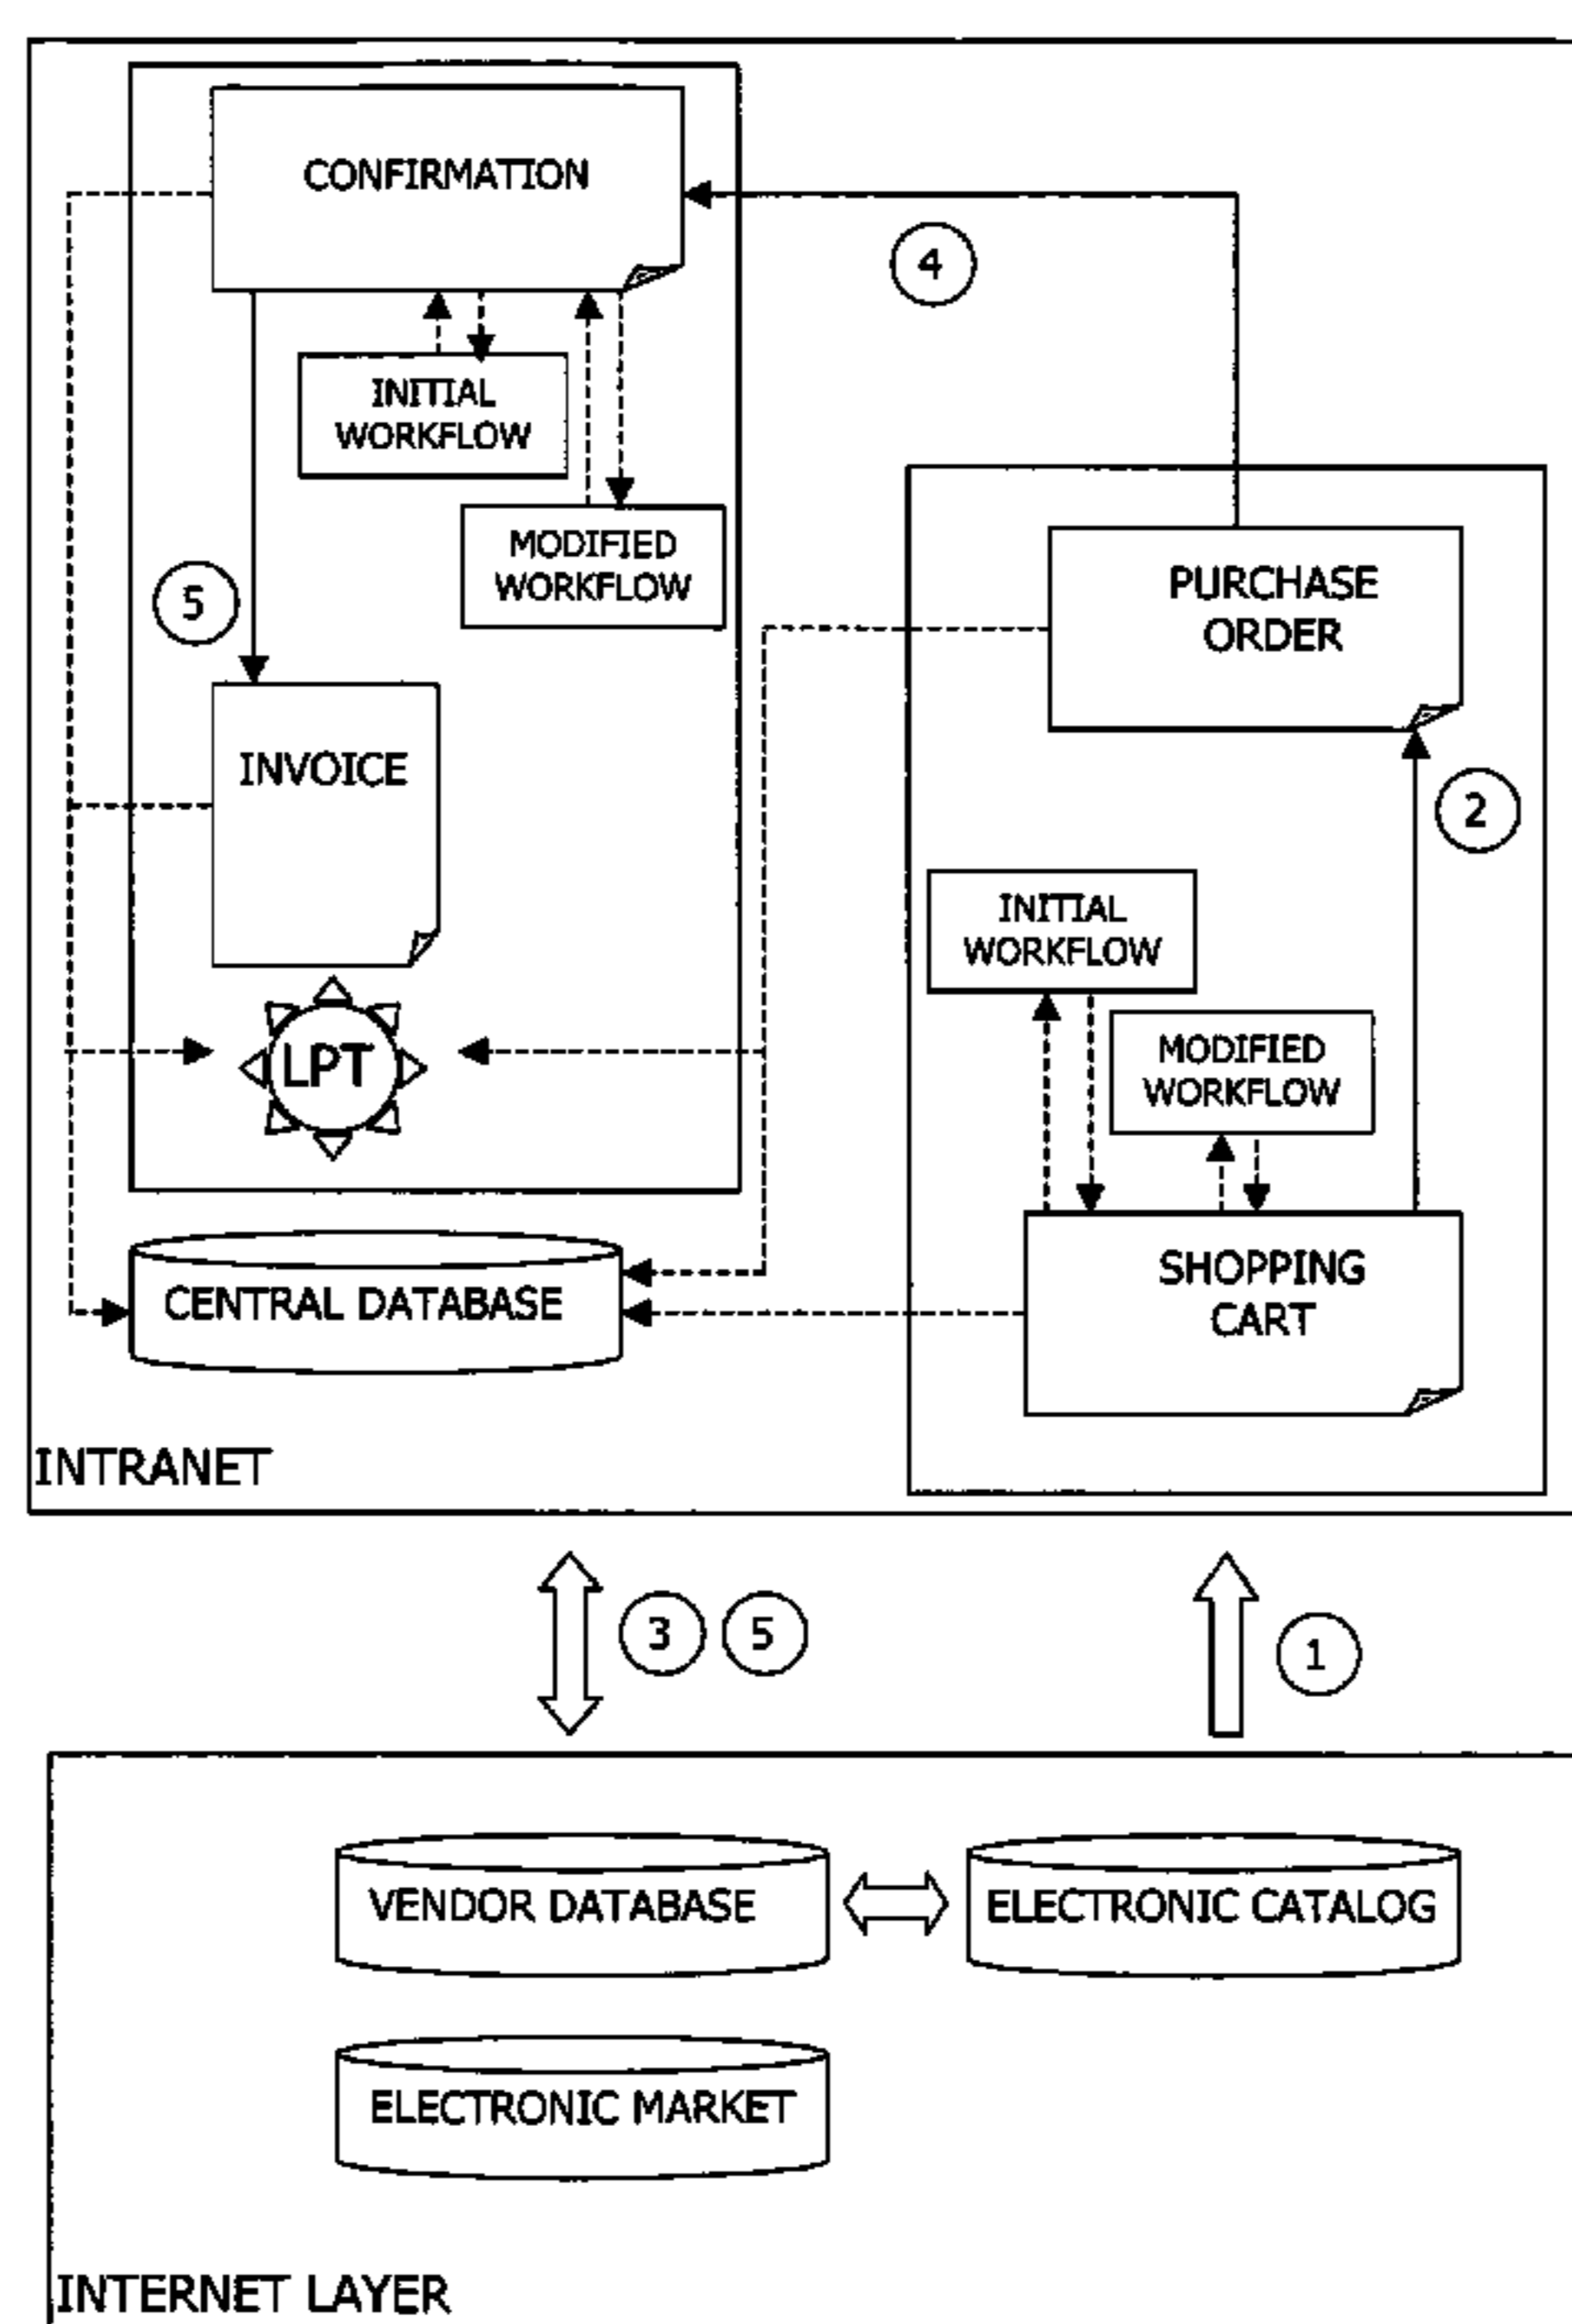 CONFIRMATION
4
INITIAL
WORKFLOW
MODIFIED
WORKFLOW
5
PURCHASE
ORDER
INVOICE
2
INITIAL
WORKFLOW
LPT
MODIFIED
WORKFLOW
SHOPPING
CART
CENTRAL DATABASE
INTRANET
3
5
1
VENDOR DATABASE
ELECTRONIC CATALOG
ELECTRONIC MARKET
INTERNET LAYER